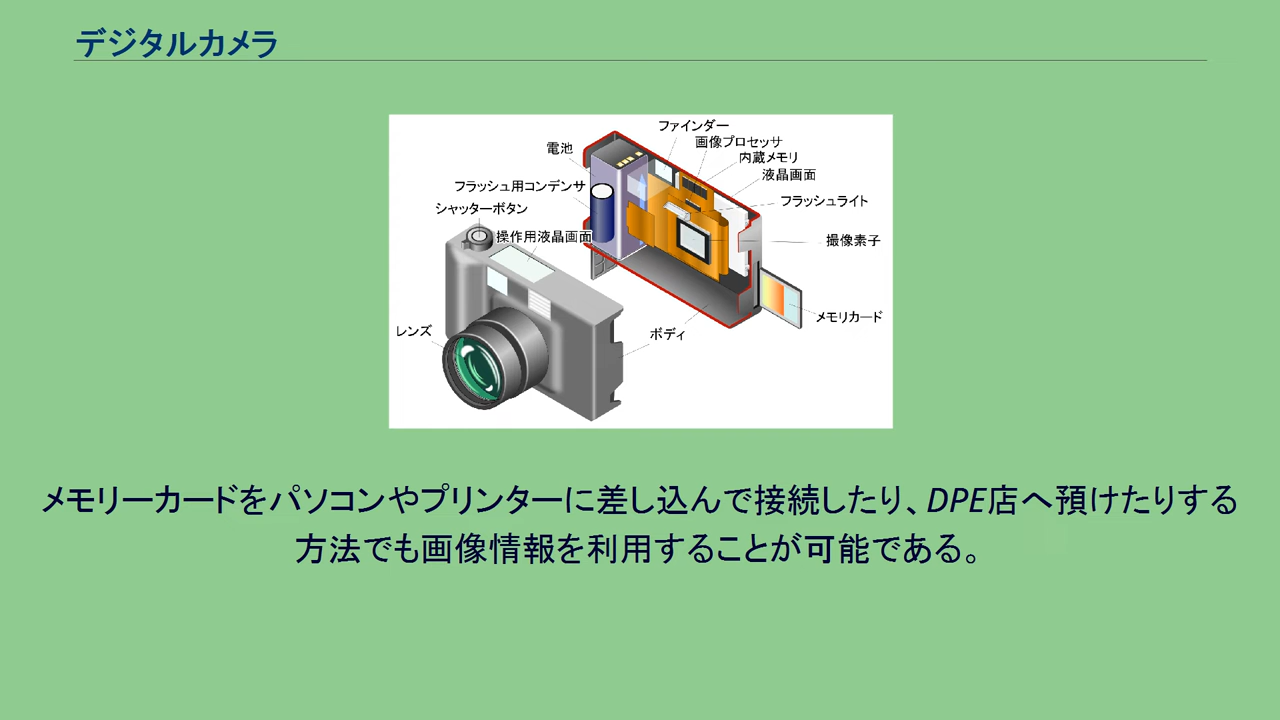 デジタルカメラ
ファインダー
画像プロセッサ
電池
内蔵メモリ
液晶画面
フラッシュ用コンデンサ
フラッシュライト
シャッターボタン
操作用液晶画面
撮像素子
メモリカード
レンズ
ボディ
メモリーカードをパソコンやプリンターに差し込んで接続したり、DPE店へ預けたりする
方法でも画像情報を利用することが可能である。